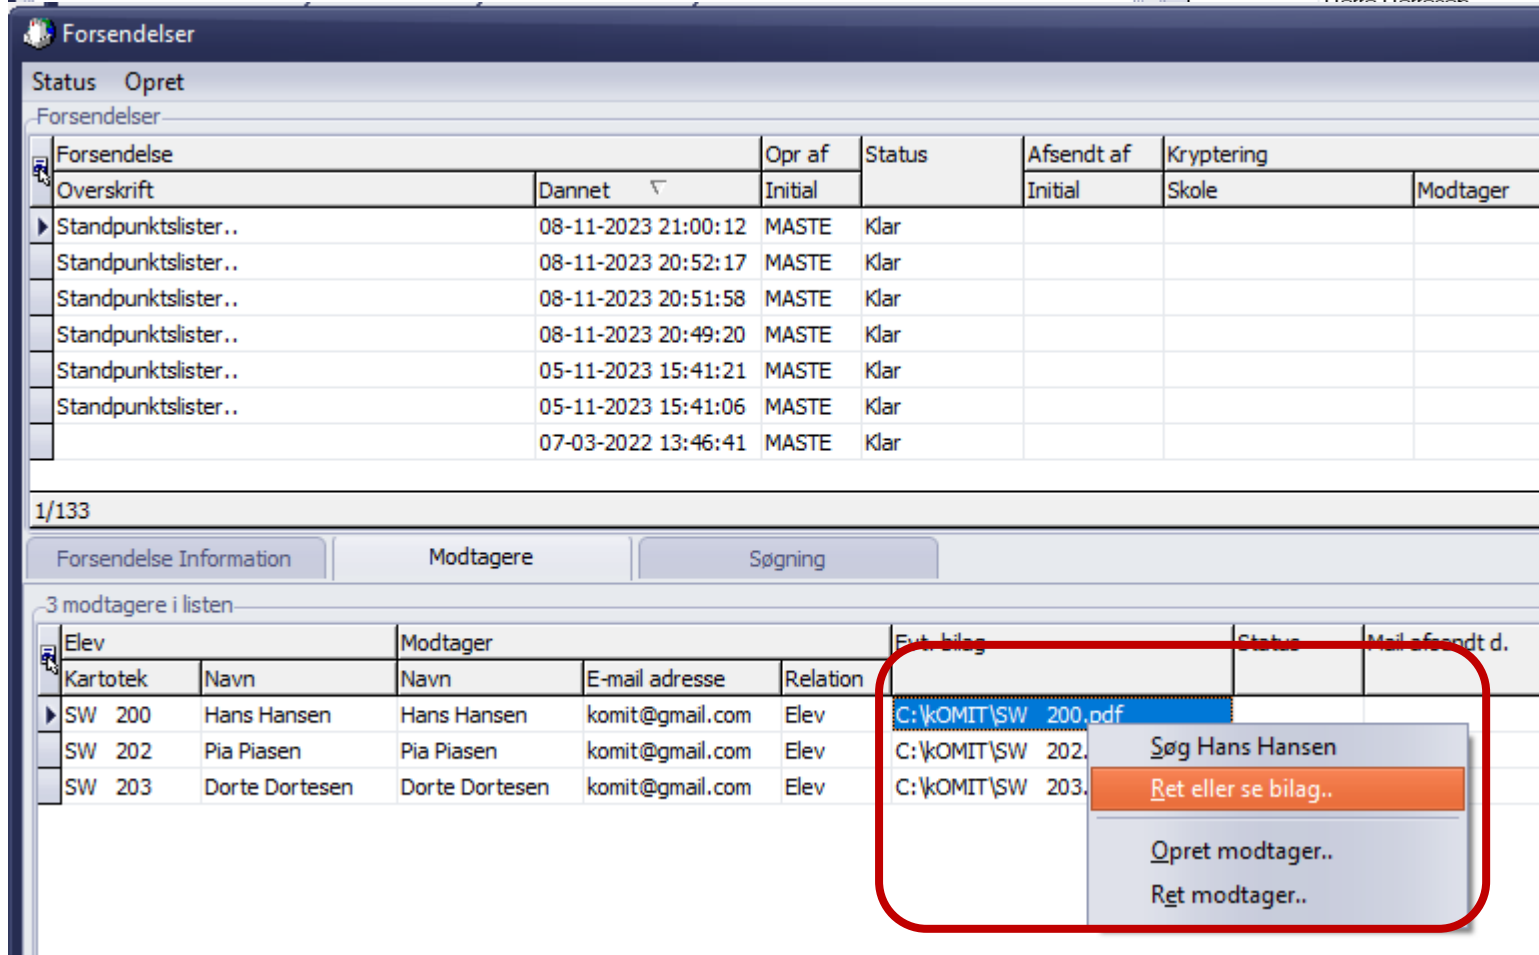 Forsendelser
Status Opret
Forsendelser
Forsendelse Opr af Status Afsendt af Kryptering
Overskrift Dannet Initial Initial Skole Modtager
Standpunktslister.. 08-11-2023 21:00:12 MASTE Klar
Standpunktslister.. 08-11-2023 20:52:17 MASTE Klar
Standpunktslister.. 08-11-2023 20:51:58 MASTE Klar
Standpunktslister.. 08-11-2023 20:49:20 MASTE Klar
Standpunktslister.. 05-11-2023 15:41:21 MASTE Klar
Standpunktslister.. 05-11-2023 15:41:06 MASTE Klar
07-03-2022 13:46:41 MASTE Klar
1/133
Forsendelse Information Modtagere Søgning
3 modtagere i listen
Elev Modtager Evt. bilag Status Mail afsendt d.
Kartotek Navn Navn E-mail adresse Relation
SW 200 Hans Hansen Hans Hansen komit@gmail.com Elev C:\kOMIT\SW 200.pdf
SW 202 Pia Piasen Pia Piasen komit@gmail.com Elev C:\kOMIT\SW 202.
SW 203 Dorte Dortesen Dorte Dortesen komit@gmail.com Elev C:\kOMIT\SW 203.
Søg Hans Hansen
Ret eller se bilag..
Opret modtager..
Ret modtager..